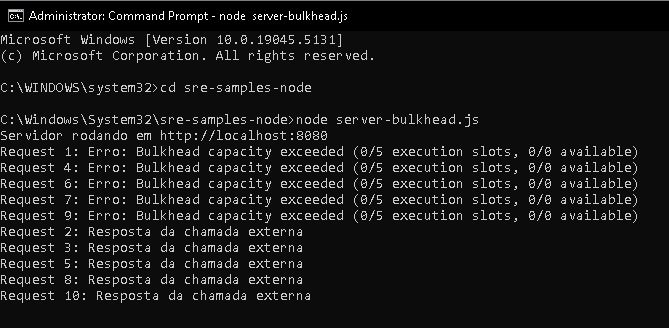 Administrator: Command Prompt - node  server-bulkhead.js
Microsoft Windows [Version 10.0.19045.5131]
(c) Microsoft Corporation. All rights reserved.
C:\WINDOWS\system32>cd sre-samples-node
C:\Windows\System32\sre-samples-node>node server-bulkhead.js
Servidor rodando em http://localhost:8080
Request 1: Erro: Bulkhead capacity exceeded (0/5 execution slots, 0/0 available)
Request 4: Erro: Bulkhead capacity exceeded (0/5 execution slots, 0/0 available)
Request 6: Erro: Bulkhead capacity exceeded (0/5 execution slots, 0/0 available)
Request 7: Erro: Bulkhead capacity exceeded (0/5 execution slots, 0/0 available)
Request 9: Erro: Bulkhead capacity exceeded (0/5 execution slots, 0/0 available)
Request 2: Resposta da chamada externa
Request 3: Resposta da chamada externa
Request 5: Resposta da chamada externa
Request 8: Resposta da chamada externa
Request 10: Resposta da chamada externa